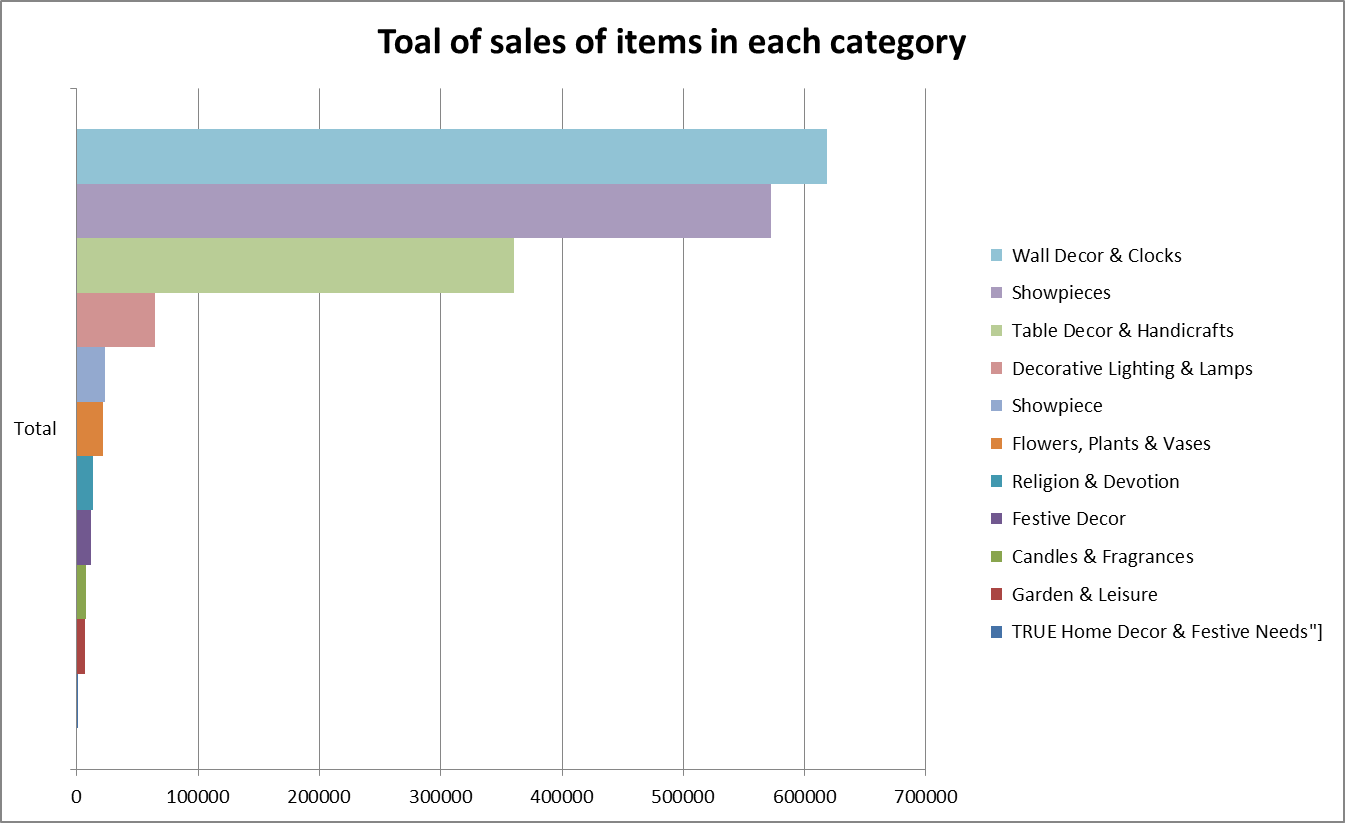 Toal of sales of items in each category
Wall Decor & Clocks
Showpieces
Table Decor & Handicrafts
Decorative Lighting & Lamps
Showpiece
Flowers, Plants & Vases
Religion & Devotion
Festive Decor
Candles & Fragrances
Garden & Leisure
TRUE Home Decor & Festive Needs"]
Total
0 100000 200000 300000 400000 500000 600000 700000